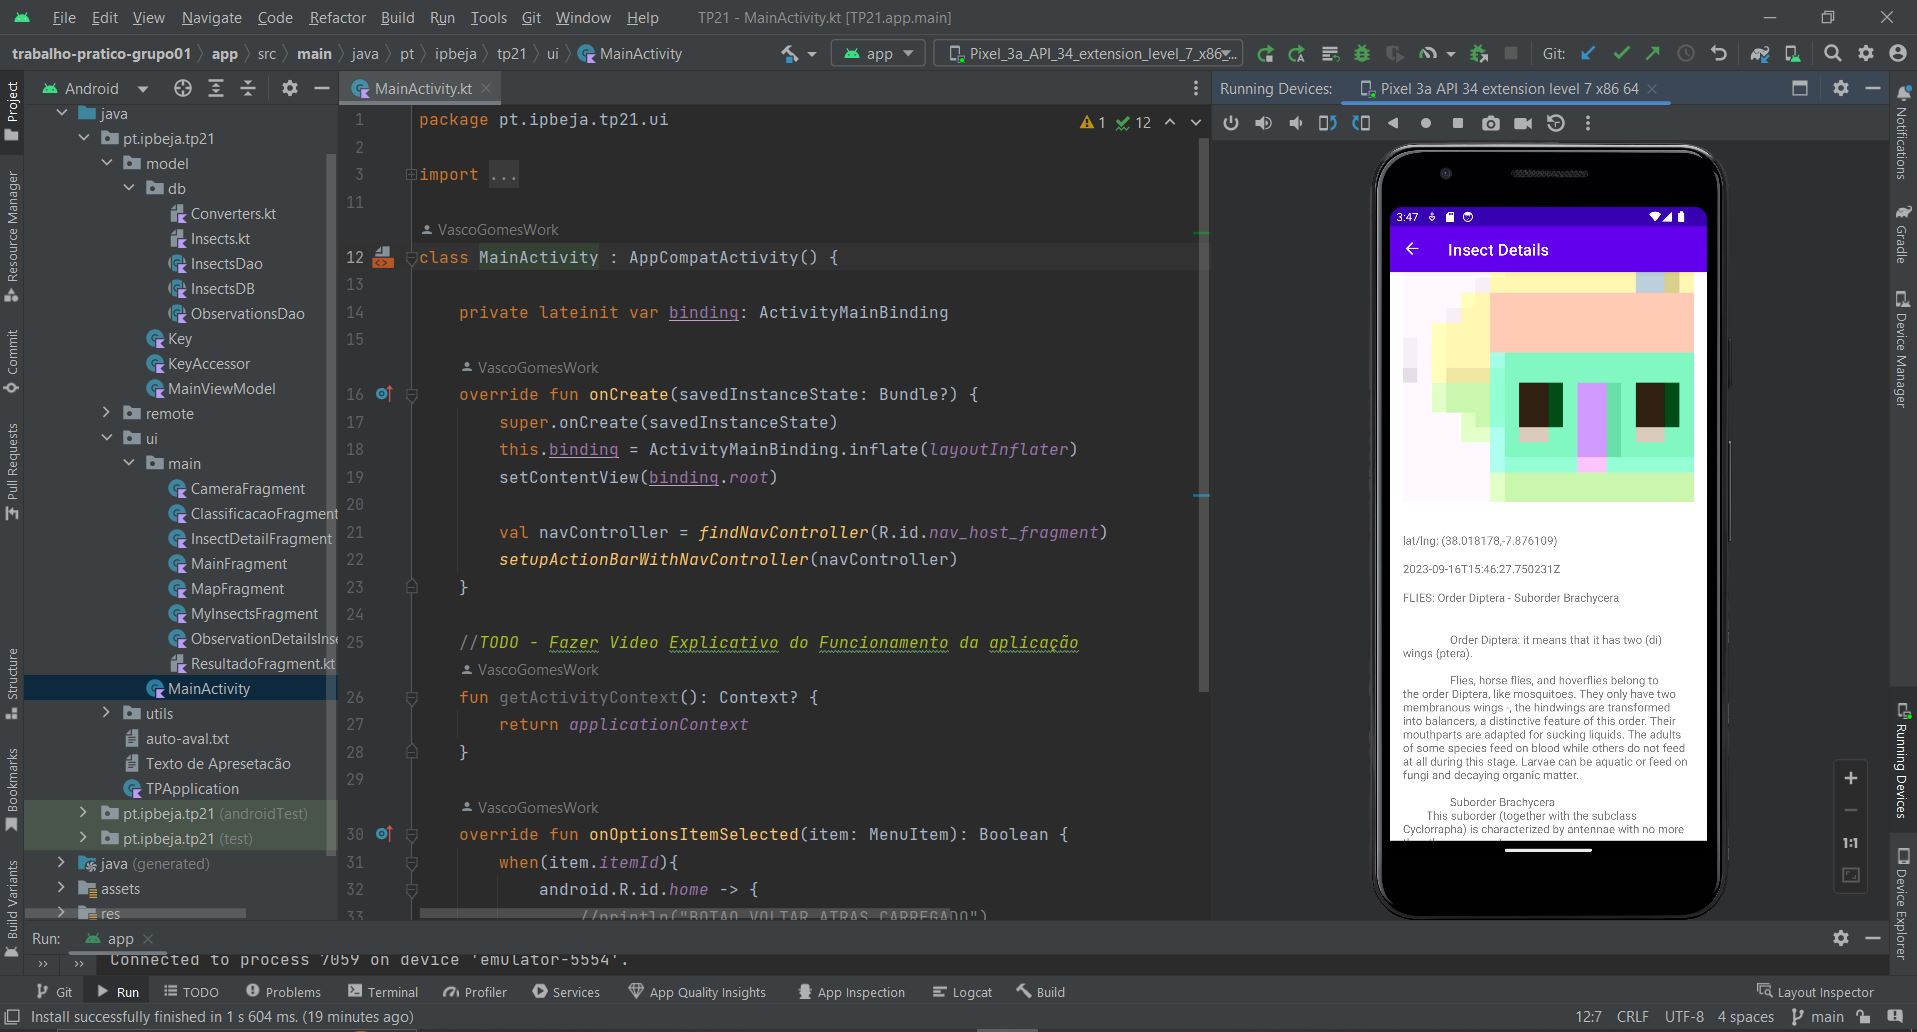 File Edit View Navigate Code Refactor Build Run Tools Git Window Help TP21 - MainActivity.kt [TP21.app.main]
trabalho-pratico-grupo01 app src main java pt ipbeja tp21 ui MainActivity
app
Pixel_3a_API_34_extension_level_7_x86
Git:
Android
MainActivity.kt
Running Devices: Pixel 3a API 34 extension level 7 x86 64
Project
Resource Manager
Commit
Pull Requests
Structure
Bookmarks
Build Variants
java
pt.ipbeja.tp21
model
db
Converters.kt
Insects.kt
InsectsDao
InsectsDB
ObservationsDao
Key
KeyAccessor
MainViewModel
remote
ui
main
CameraFragment
ClassificacaoFragment
InsectDetailFragment
MainFragment
MapFragment
MyInsectsFragment
ObservationDetailsInse
ResultadoFragment.kt
MainActivity
utils
auto-aval.txt
Texto de Apresetacão
TPApplication
pt.ipbeja.tp21 (androidTest)
pt.ipbeja.tp21 (test)
java (generated)
assets
res
1 package pt.ipbeja.tp21.ui
1 12
2
3 import ...
11
VascoGomesWork
12 class MainActivity : AppCompatActivity() {
13
14 private lateinit var binding: ActivityMainBinding
15
VascoGomesWork
16 override fun onCreate(savedInstanceState: Bundle?) {
17 super.onCreate(savedInstanceState)
18 this.binding = ActivityMainBinding.inflate(layoutInflater)
19 setContentView(binding.root)
20
21 val navController = findNavController(R.id.nav_host_fragment)
22 setupActionBarWithNavController(navController)
23 }
24
25 //TODO - Fazer Video Explicativo do Funcionamento da aplicação
VascoGomesWork
26 fun getActivityContext(): Context? {
27 return applicationContext
28 }
29
VascoGomesWork
30 override fun onOptionsItemSelected(item: MenuItem): Boolean {
31 when(item.itemId){
32 android.R.id.home -> {
33 //println("BOTAO VOLTAR ATRAS CARREGADO")
3:47
Insect Details
lat/lng: (38.018178,-7.876109)
2023-09-16T15:46:27.750231Z
FLIES: Order Diptera - Suborder Brachycera
Order Diptera: it means that it has two (di)
wings (ptera).
Flies, horse flies, and hoverflies belong to
the order Diptera, like mosquitoes. They only have two
membranous wings -, the hindwings are transformed
into balancers, a distinctive feature of this order. Their
mouthparts are adapted for sucking liquids. The adults
of some species feed on blood while others do not feed
at all during this stage. Larvae can be aquatic or feed on
fungi and decaying organic matter.
Suborder Brachycera
This suborder (together with the subclass
Cyclorrapha) is characterized by antennae with no more
1:1
Notifications
Gradle
Device Manager
Running Devices
Device Explorer
Run: app
Connected to process 7059 on device 'emulator-5554'.
Git Run TODO Problems Terminal Profiler Services App Quality Insights App Inspection Logcat Build Layout Inspector
Install successfully finished in 1 s 604 ms. (19 minutes ago) 12:7 CRLF UTF-8 4 spaces main